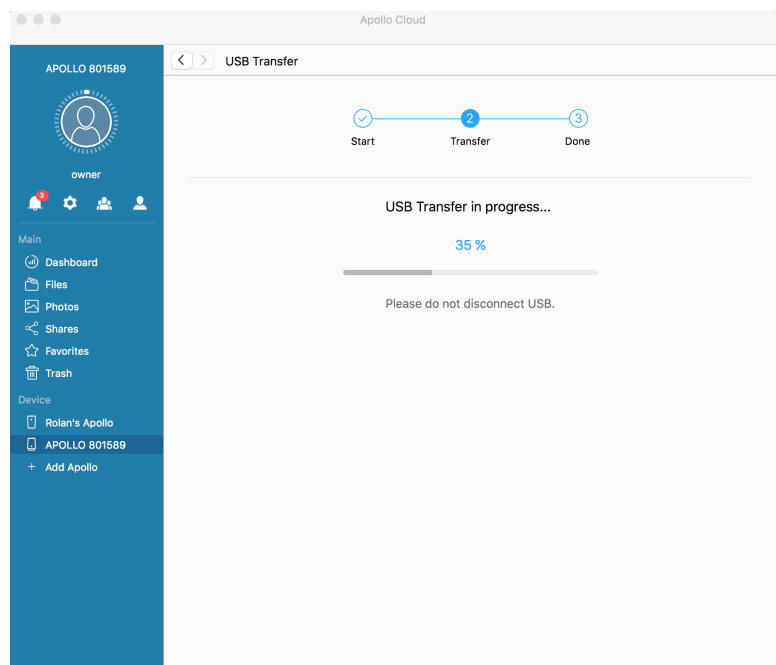 Apollo Cloud
APOLLO 801589
owner
3
Main
Dashboard
Files
Photos
Shares
Favorites
Trash
Device
Rolan's Apollo
APOLLO 801589
+ Add Apollo
USB Transfer
2
3
Start
Transfer
Done
USB Transfer in progress...
35 %
Please do not disconnect USB.